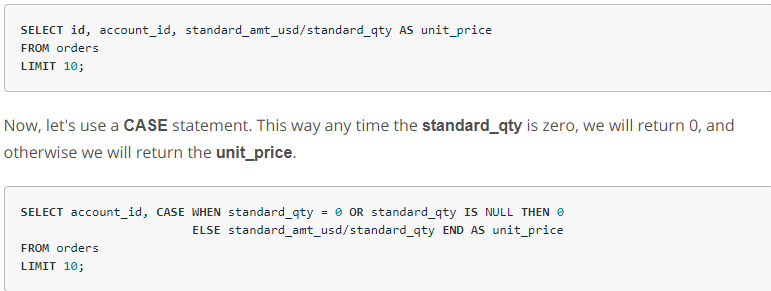 SELECT id, account_id, standard_amt_usd/standard_qty AS unit_price
FROM orders
LIMIT 10;
Now, let's use a CASE statement. This way any time the standard_qty is zero, we will return 0, and
otherwise we will return the unit_price.
SELECT account_id, CASE WHEN standard_qty = 0 OR standard_qty IS NULL THEN 0
ELSE standard_amt_usd/standard_qty END AS unit_price
FROM orders
LIMIT 10;